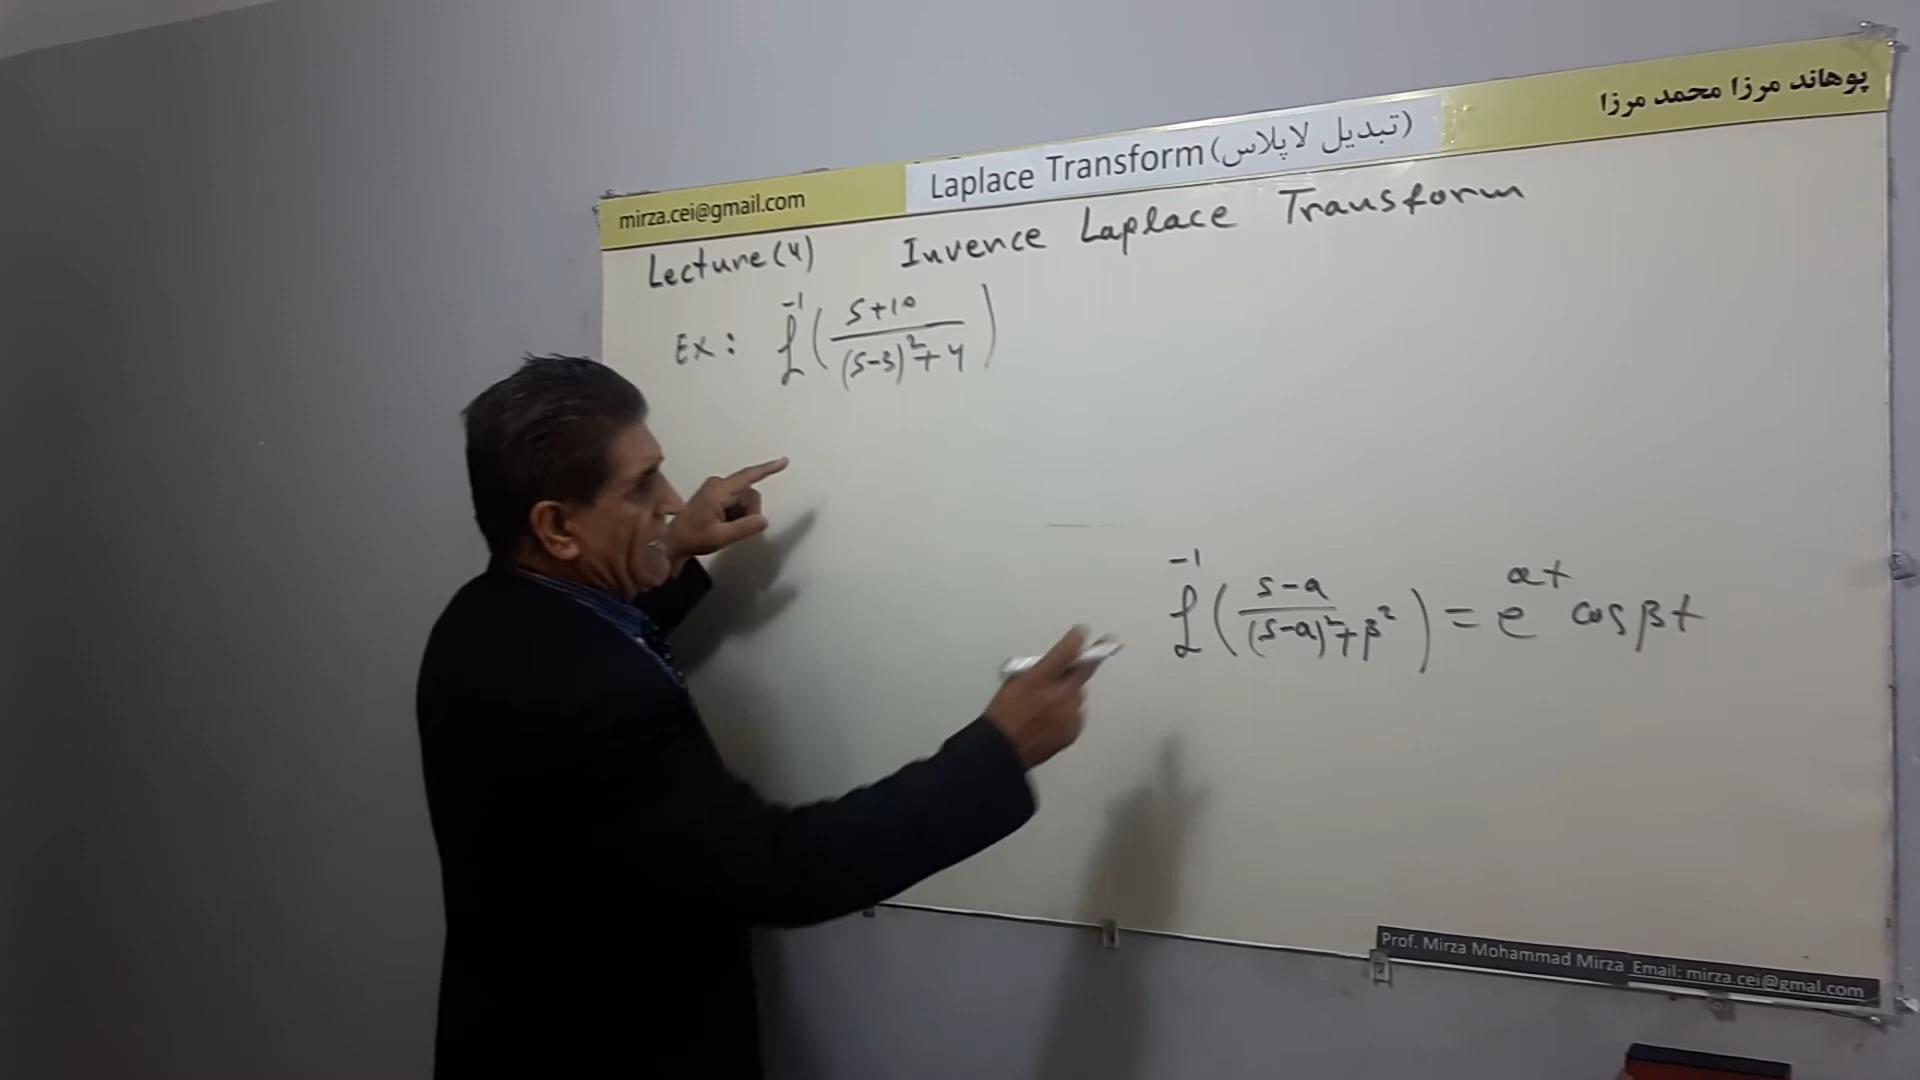 پوهاند مرزا محمد مرزا
Laplace Transform (تبدیل لاپلاس)
mirza.cei@gmail.com
Lecture(4) Invence Laplace Transform
Ex: £⁻¹( (s+10) / ((s-3)²+4) )
£⁻¹( (s-a) / ((s-a)²+β²) ) = e^{at} cos βt
Prof. Mirza Mohammad Mirza Email: mirza.cei@gmal.com